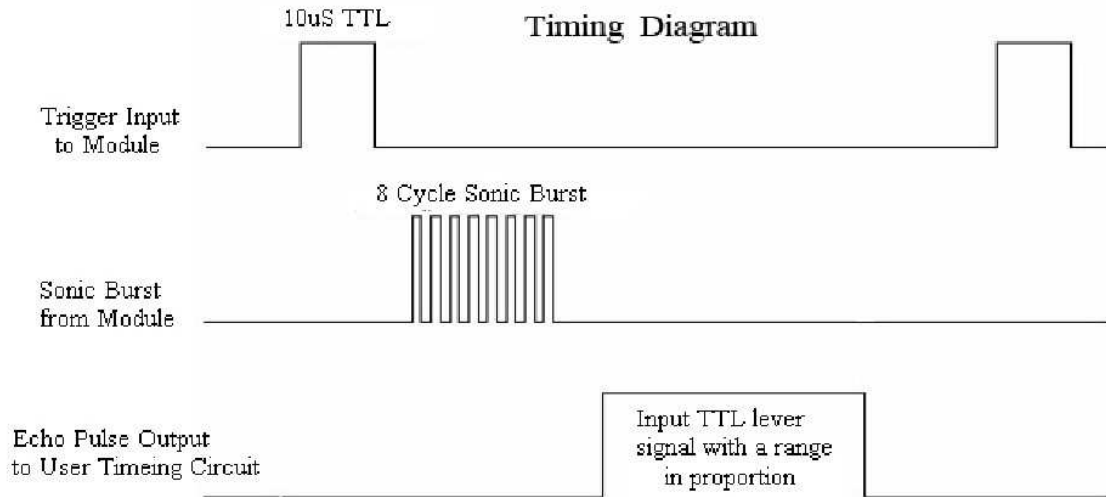 10uS TTL
Timing Diagram
Trigger Input
to Module
8 Cycle Sonic Burst
Sonic Burst
from Module
Echo Pulse Output
to User Timeing Circuit
Input TTL lever
signal with a range
in proportion